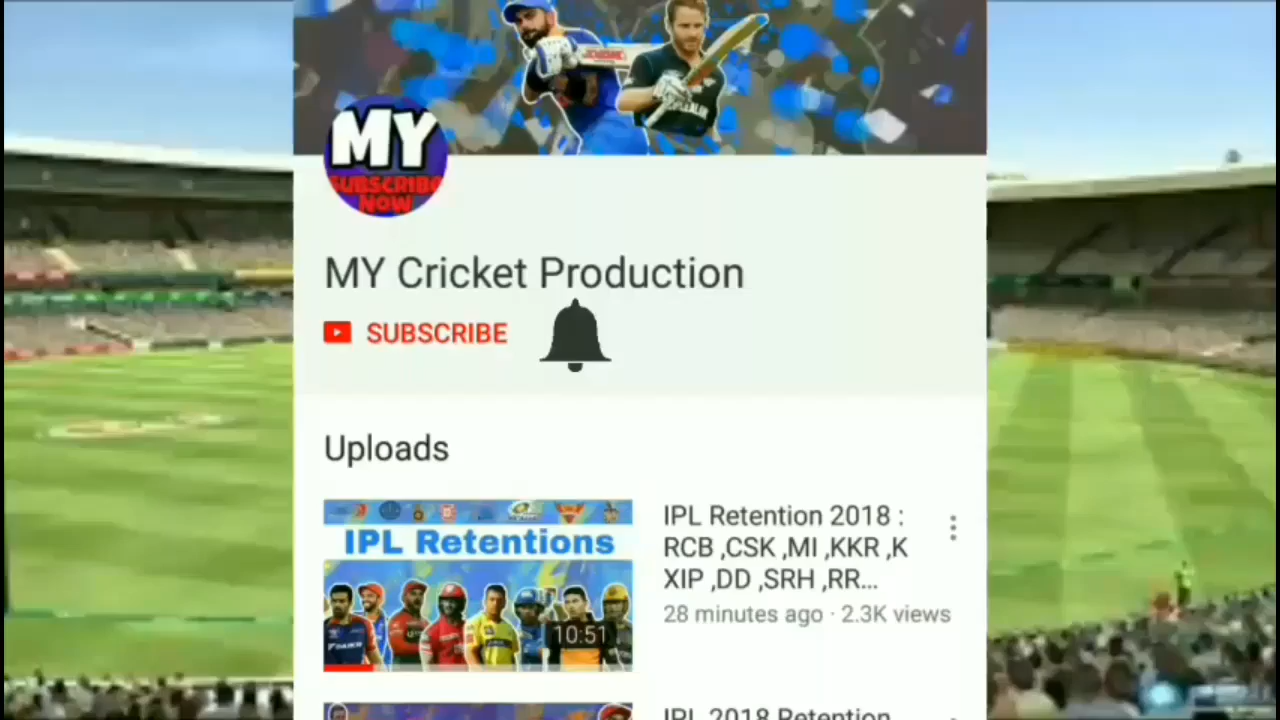 MY
SUBSCRIBE
NOW
MY Cricket Production
SUBSCRIBE
Uploads
IPL Retentions
10:51
IPL Retention 2018 :
RCB ,CSK ,MI ,KKR ,K
XIP ,DD ,SRH ,RR...
28 minutes ago · 2.3K views
IPL 2018 Retention